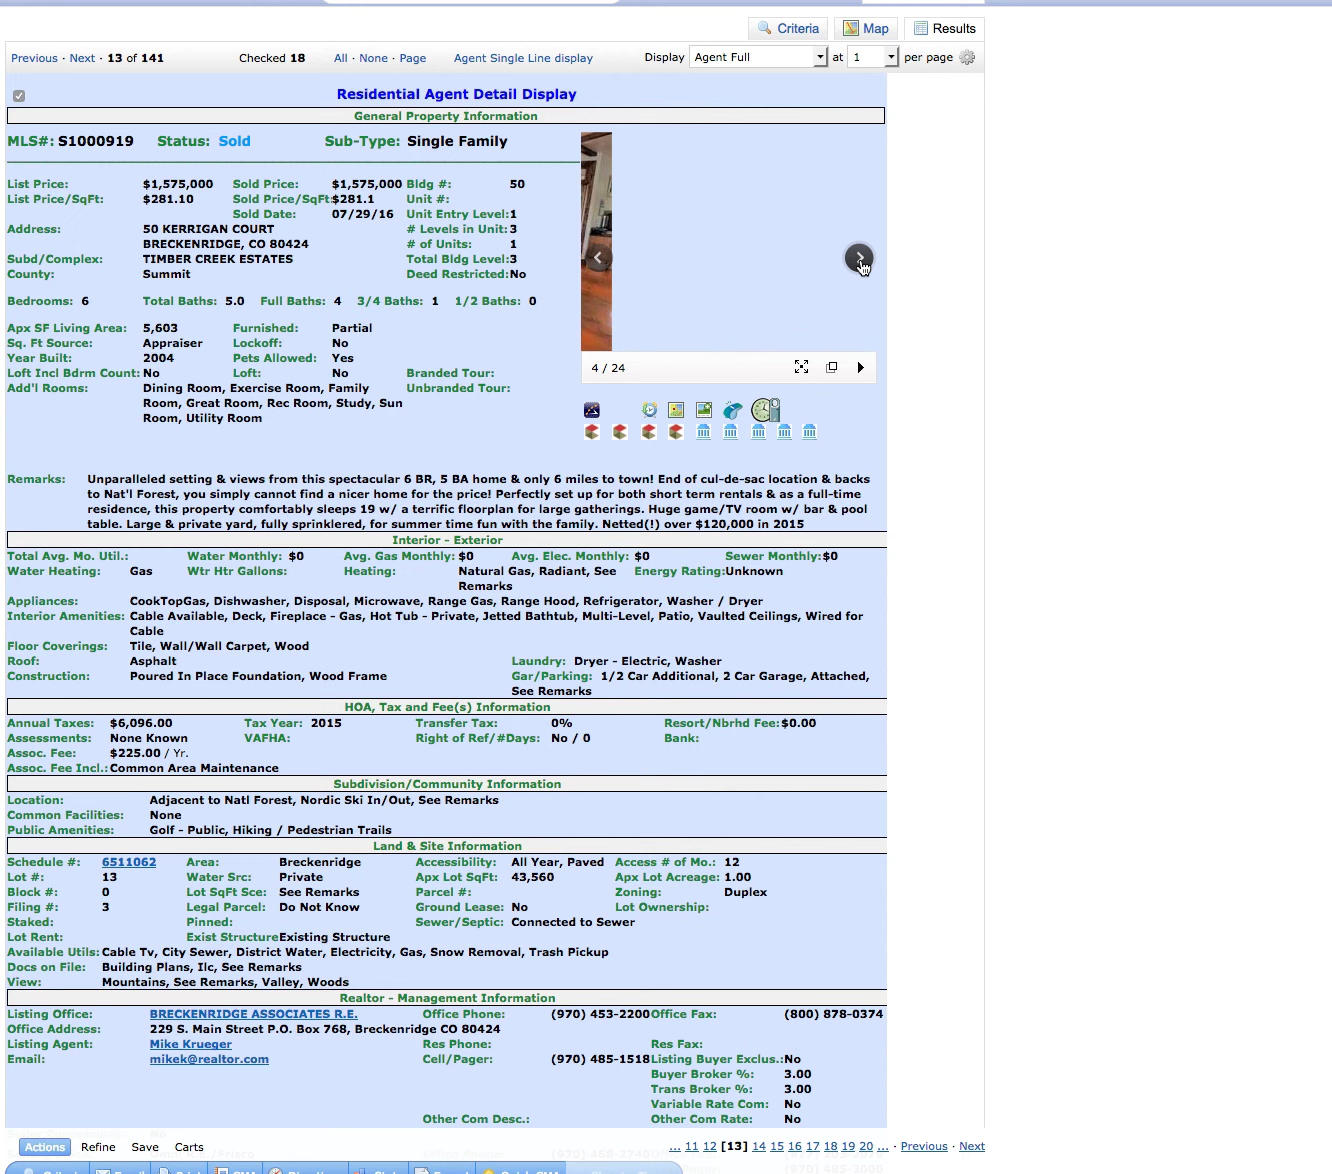 Criteria Map Results
Previous · Next · 13 of 141 Checked 18 All · None · Page Agent Single Line display Display Agent Full at 1 per page
Residential Agent Detail Display
General Property Information
MLS#: S1000919 Status: Sold Sub-Type: Single Family
List Price: $1,575,000 Sold Price: $1,575,000 Bldg #: 50
List Price/SqFt: $281.10 Sold Price/SqFt: $281.1 Unit #:
Sold Date: 07/29/16 Unit Entry Level: 1
Address: 50 KERRIGAN COURT # Levels in Unit: 3
BRECKENRIDGE, CO 80424 # of Units: 1
Subd/Complex: TIMBER CREEK ESTATES Total Bldg Level: 3
County: Summit Deed Restricted: No
Bedrooms: 6 Total Baths: 5.0 Full Baths: 4 3/4 Baths: 1 1/2 Baths: 0
Apx SF Living Area: 5,603 Furnished: Partial
Sq. Ft Source: Appraiser Lockoff: No
Year Built: 2004 Pets Allowed: Yes
4 / 24
Loft Incl Bdrm Count: No Loft: No Branded Tour:
Add'l Rooms: Dining Room, Exercise Room, Family Unbranded Tour:
Room, Great Room, Rec Room, Study, Sun
Room, Utility Room
Remarks: Unparalleled setting & views from this spectacular 6 BR, 5 BA home & only 6 miles to town! End of cul-de-sac location & backs
to Nat'l Forest, you simply cannot find a nicer home for the price! Perfectly set up for both short term rentals & as a full-time
residence, this property comfortably sleeps 19 w/ a terrific floorplan for large gatherings. Huge game/TV room w/ bar & pool
table. Large & private yard, fully sprinklered, for summer time fun with the family. Netted(!) over $120,000 in 2015
Interior - Exterior
Total Avg. Mo. Util.: Water Monthly: $0 Avg. Gas Monthly: $0 Avg. Elec. Monthly: $0 Sewer Monthly: $0
Water Heating: Gas Wtr Htr Gallons: Heating: Natural Gas, Radiant, See Energy Rating: Unknown
Remarks
Appliances: CookTopGas, Dishwasher, Disposal, Microwave, Range Gas, Range Hood, Refrigerator, Washer / Dryer
Interior Amenities: Cable Available, Deck, Fireplace - Gas, Hot Tub - Private, Jetted Bathtub, Multi-Level, Patio, Vaulted Ceilings, Wired for
Cable
Floor Coverings: Tile, Wall/Wall Carpet, Wood
Roof: Asphalt Laundry: Dryer - Electric, Washer
Construction: Poured In Place Foundation, Wood Frame Gar/Parking: 1/2 Car Additional, 2 Car Garage, Attached,
See Remarks
HOA, Tax and Fee(s) Information
Annual Taxes: $6,096.00 Tax Year: 2015 Transfer Tax: 0% Resort/Nbrhd Fee: $0.00
Assessments: None Known VAFHA: Right of Ref/#Days: No / 0 Bank:
Assoc. Fee: $225.00 / Yr.
Assoc. Fee Incl.: Common Area Maintenance
Subdivision/Community Information
Location: Adjacent to Natl Forest, Nordic Ski In/Out, See Remarks
Common Facilities: None
Public Amenities: Golf - Public, Hiking / Pedestrian Trails
Land & Site Information
Schedule #: 6511062 Area: Breckenridge Accessibility: All Year, Paved Access # of Mo.: 12
Lot #: 13 Water Src: Private Apx Lot SqFt: 43,560 Apx Lot Acreage: 1.00
Block #: 0 Lot SqFt Sce: See Remarks Parcel #: Zoning: Duplex
Filing #: 3 Legal Parcel: Do Not Know Ground Lease: No Lot Ownership:
Staked: Pinned: Sewer/Septic: Connected to Sewer
Lot Rent: Exist Structure Existing Structure
Available Utils: Cable Tv, City Sewer, District Water, Electricity, Gas, Snow Removal, Trash Pickup
Docs on File: Building Plans, Ilc, See Remarks
View: Mountains, See Remarks, Valley, Woods
Realtor - Management Information
Listing Office: BRECKENRIDGE ASSOCIATES R.E. Office Phone: (970) 453-2200 Office Fax: (800) 878-0374
Office Address: 229 S. Main Street P.O. Box 768, Breckenridge CO 80424
Listing Agent: Mike Krueger Res Phone: Res Fax:
Email: mikek@realtor.com Cell/Pager: (970) 485-1518 Listing Buyer Exclus.: No
Buyer Broker %: 3.00
Trans Broker %: 3.00
Variable Rate Com: No
Other Com Desc.: Other Com Rate: No
Actions Refine Save Carts ... 11 12 [13] 14 15 16 17 18 19 20 ... · Previous · Next